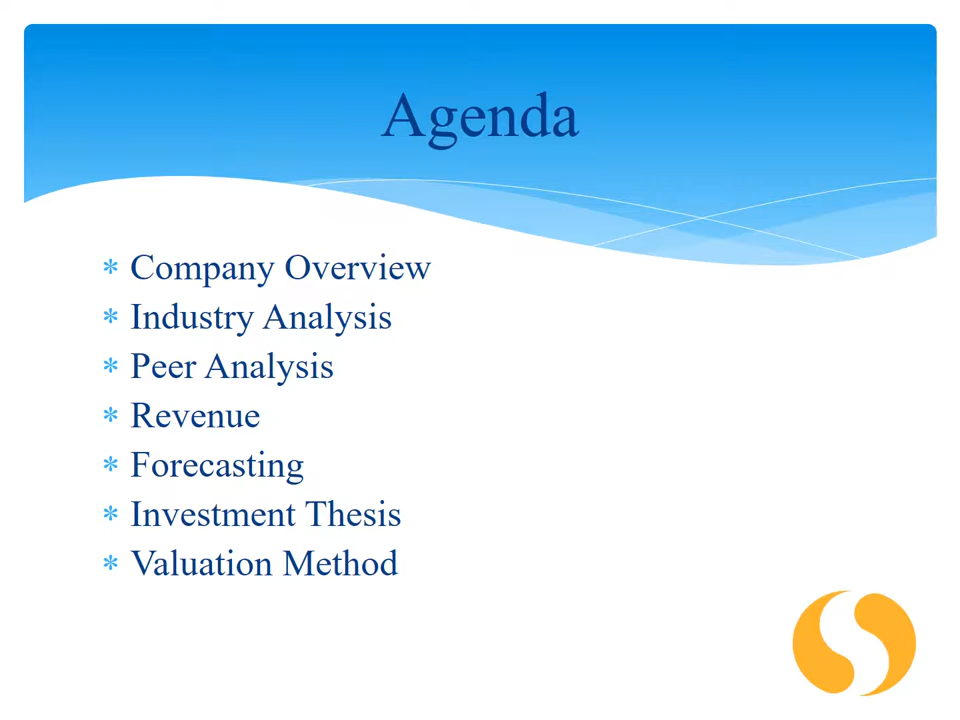 Agenda
* Company Overview
* Industry Analysis
* Peer Analysis
* Revenue
* Forecasting
* Investment Thesis
* Valuation Method